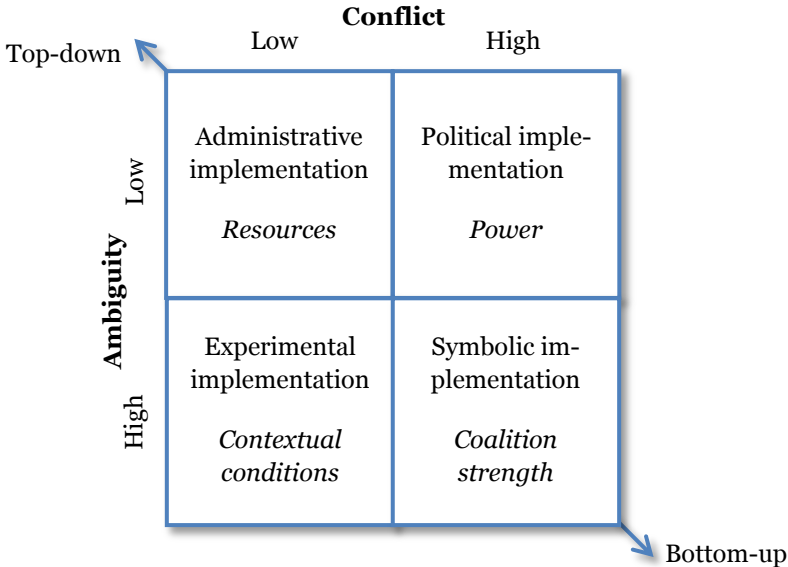 Conflict
Low
High
Top-down
Administrative
implementation
Resources
Political imple-
mentation
Power
Low
Ambiguity
High
Experimental
implementation
Contextual
conditions
Symbolic im-
plementation
Coalition
strength
Bottom-up